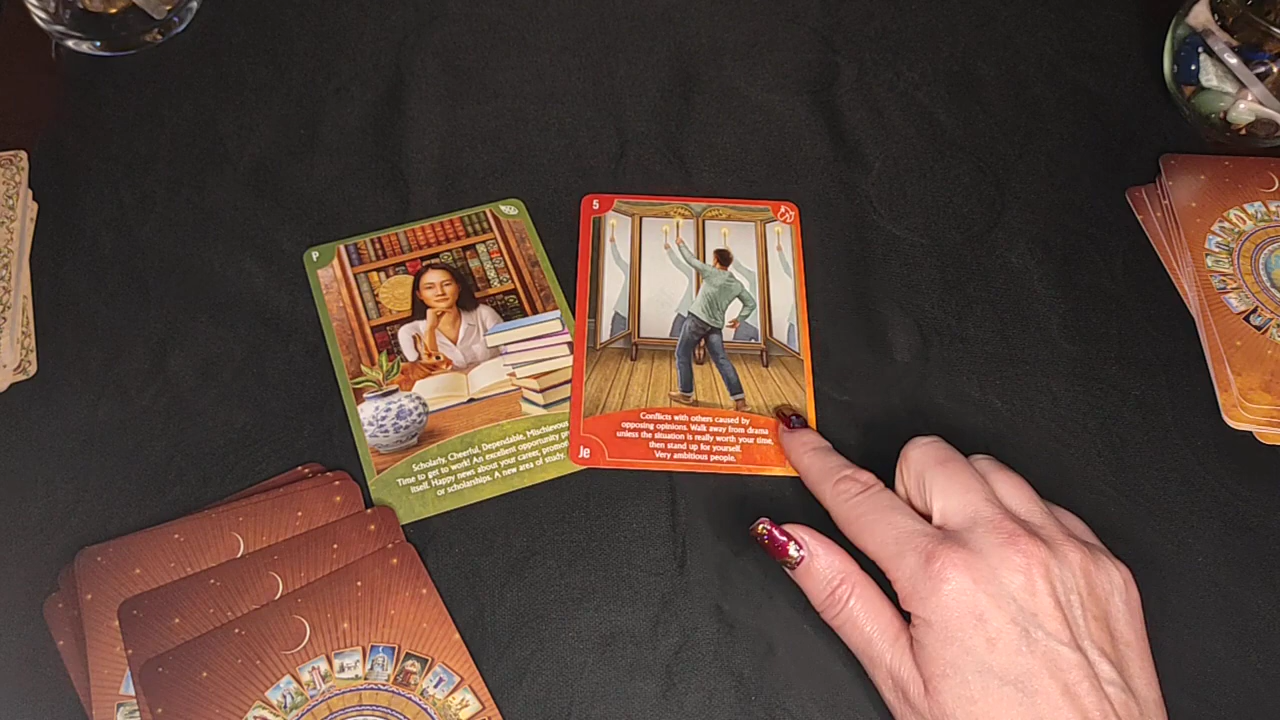 P
Scholarly, Cheerful, Dependable, Mischievous
Time to get to work! An excellent opportunity
itself. Happy news about your career,
or scholarships. A new area of study.
5
Conflicts with others caused by
opposing opinions. Walk away from drama
unless the situation is really worth your time,
then stand up for yourself.
Very ambitious people.
Je